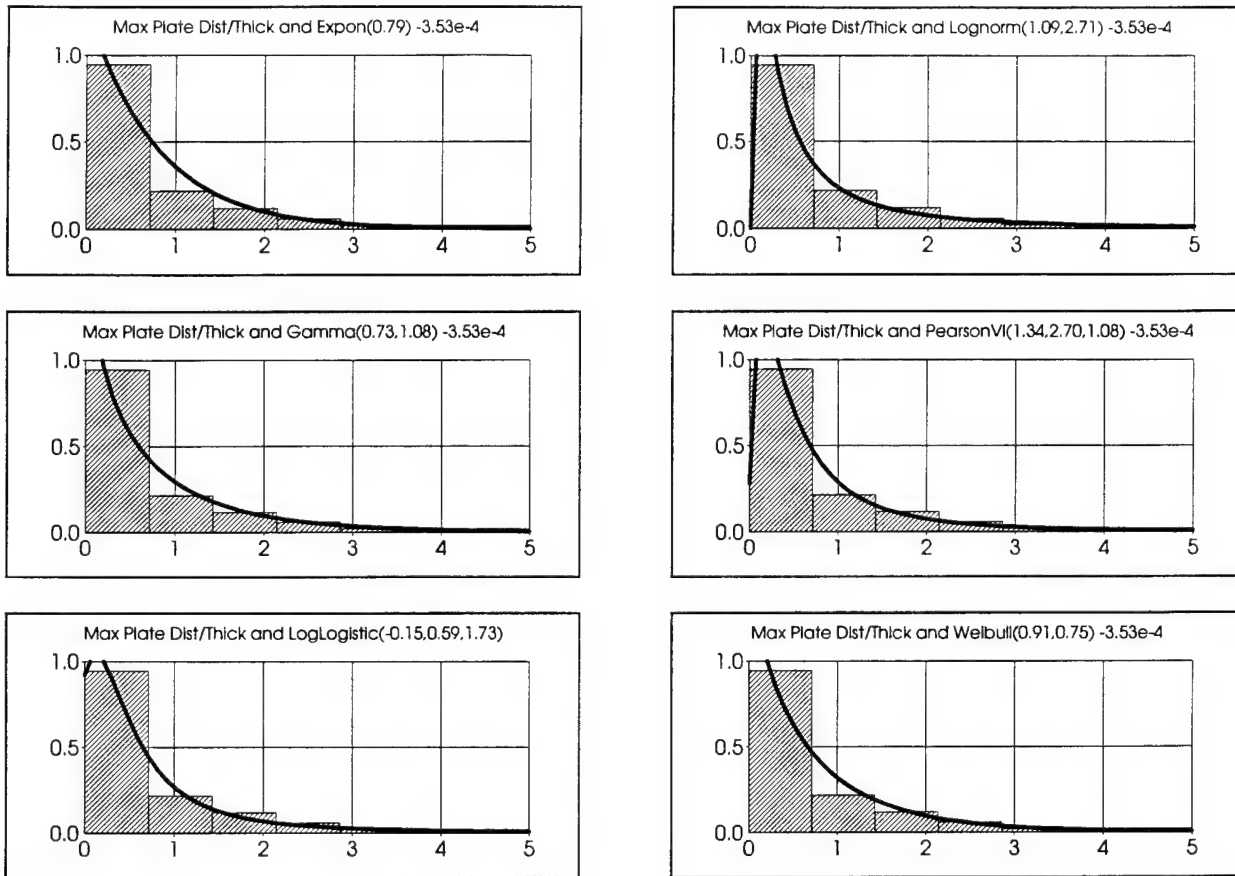 Max Plate Dist/Thick and Expon(0.79) -3.53e-4
1.0
0.5
0.0
0 1 2 3 4 5
Max Plate Dist/Thick and Lognorm(1.09,2.71) -3.53e-4
1.0
0.5
0.0
0 1 2 3 4 5
Max Plate Dist/Thick and Gamma(0.73,1.08) -3.53e-4
1.0
0.5
0.0
0 1 2 3 4 5
Max Plate Dist/Thick and PearsonVI(1.34,2.70,1.08) -3.53e-4
1.0
0.5
0.0
0 1 2 3 4 5
Max Plate Dist/Thick and LogLogistic(-0.15,0.59,1.73)
1.0
0.5
0.0
0 1 2 3 4 5
Max Plate Dist/Thick and Weibull(0.91,0.75) -3.53e-4
1.0
0.5
0.0
0 1 2 3 4 5